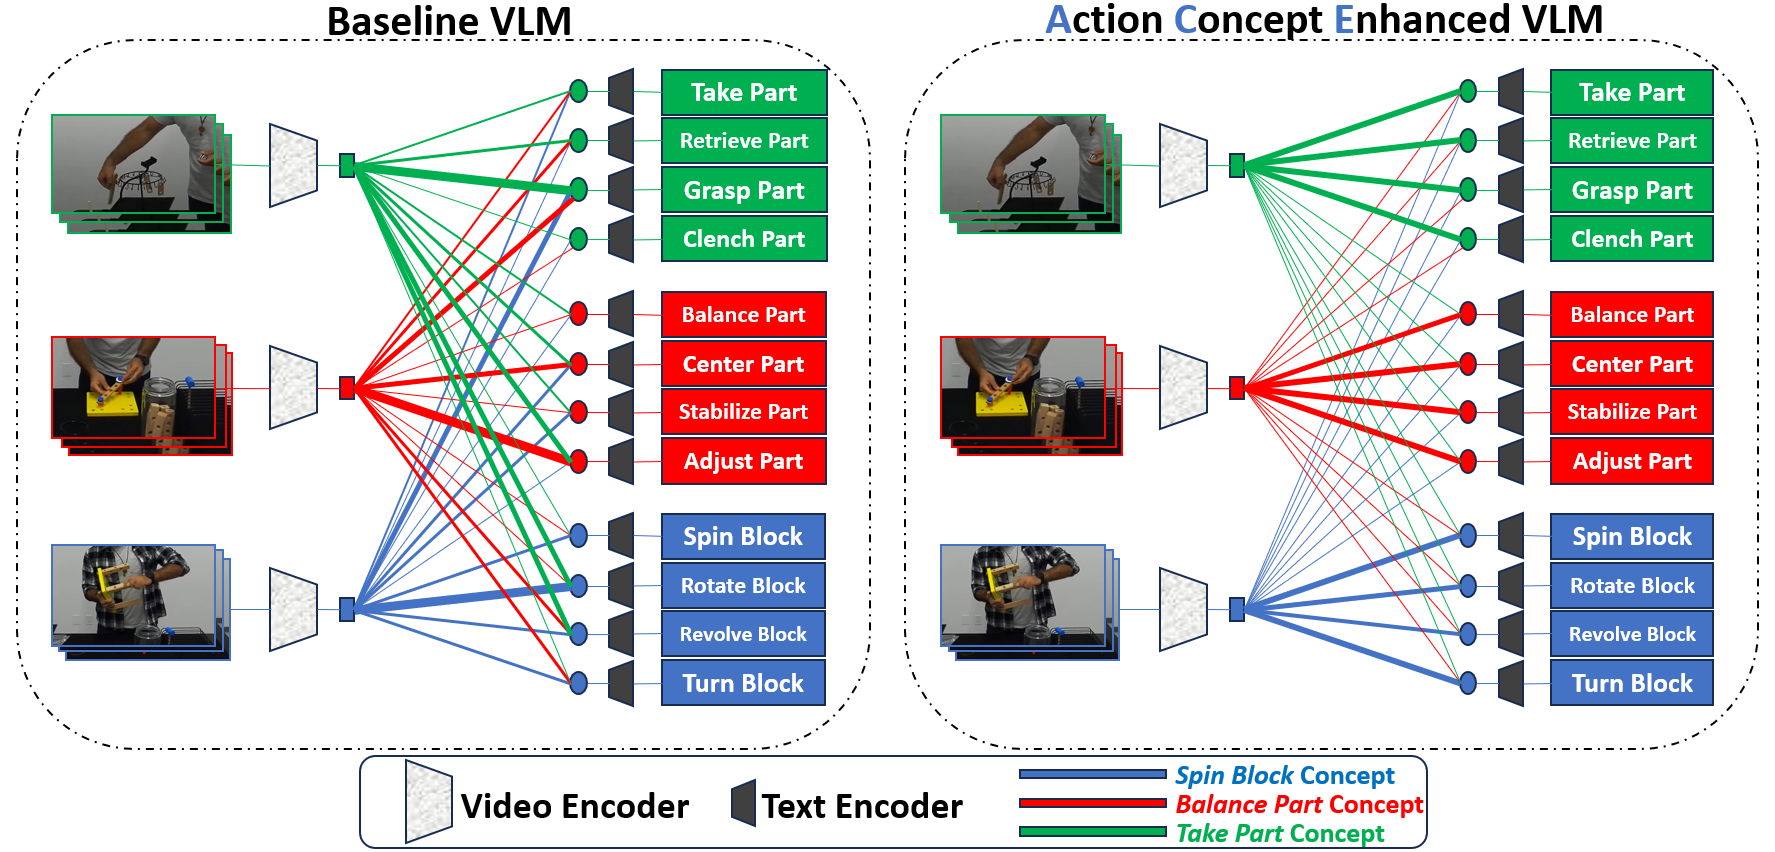 Baseline VLM
Take Part
Retrieve Part
Grasp Part
Clench Part
Balance Part
Center Part
Stabilize Part
Adjust Part
Spin Block
Rotate Block
Revolve Block
Turn Block
Action Concept Enhanced VLM
Take Part
Retrieve Part
Grasp Part
Clench Part
Balance Part
Center Part
Stabilize Part
Adjust Part
Spin Block
Rotate Block
Revolve Block
Turn Block
Video Encoder
Text Encoder
Spin Block Concept
Balance Part Concept
Take Part Concept